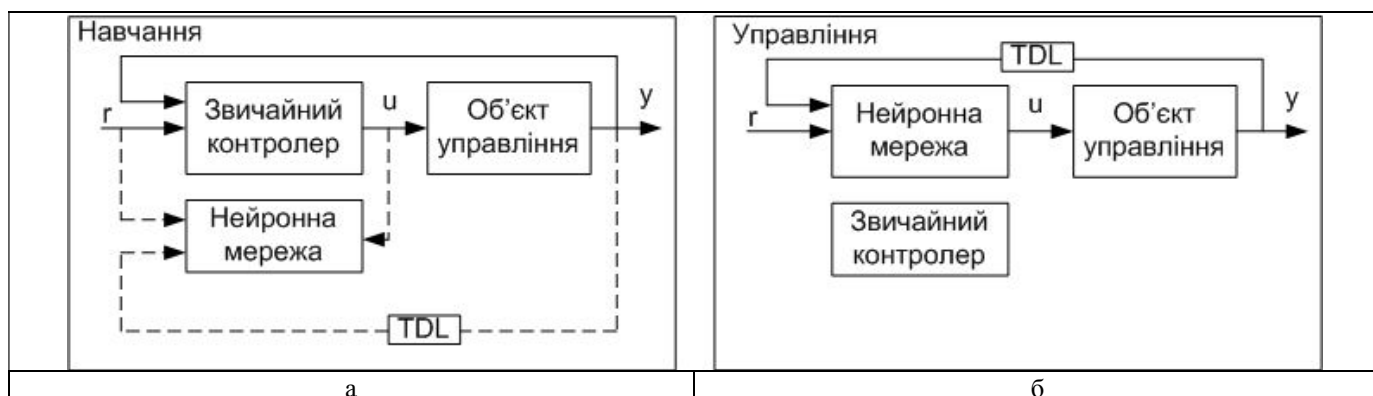 Навчання
r
Звичайний
контролер
u
Об’єкт
управління
y
Нейронна
мережа
TDL
а
Управління
TDL
r
Нейронна
мережа
u
Об’єкт
управління
y
Звичайний
контролер
б